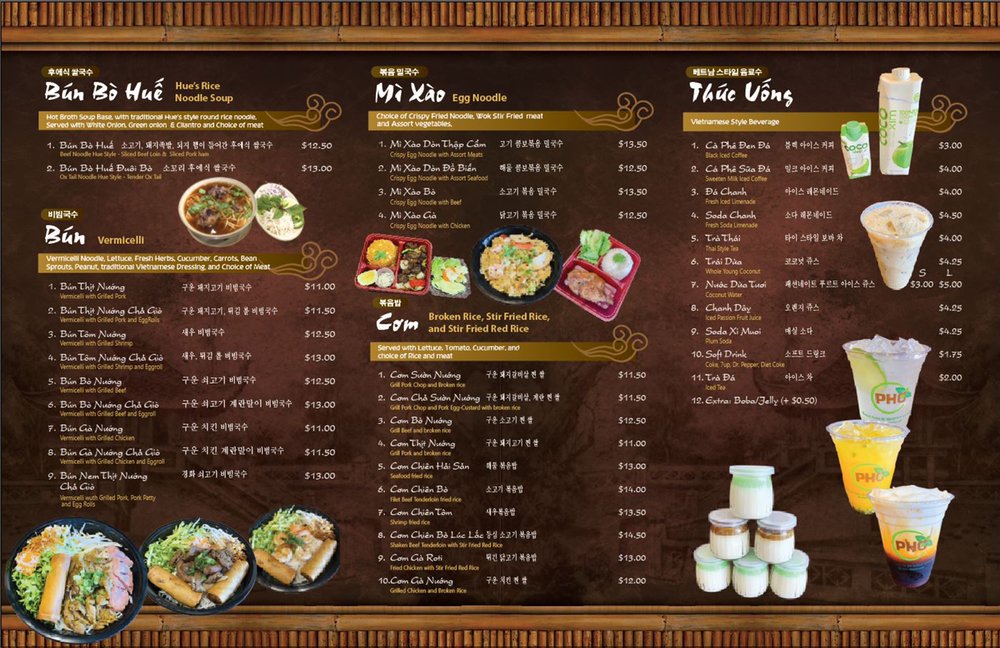 후에식 쌀국수
Bún Bò Huế Hue's Rice
Noodle Soup
Hot Broth Soup Base, with traditional Hue's style round rice noodle,
Served with White Onion, Green onion & Cilantro and Choice of meat
1. Bún Bò Huế 소고기, 돼지족발, 되지 햄이 들어간 후에식 쌀국수 $12.50
Beef Noodle Hue Style - Sliced Beef Loin & Sliced Pork ham
2. Bún Bò Huế Đuôi Bò 소꼬리 후에식 쌀국수 $13.00
Ox Tail Noodle Hue Style - Tender Ox Tail
비빔국수
Bún Vermicelli
Vermicelli Noodle, Lettuce, Fresh Herbs, Cucumber, Carrots, Bean
Sprouts, Peanut, traditional Vietnamese Dressing, and Choice of Meat
1. Bún Thịt Nướng 구운 돼지고기 비빔국수 $11.00
Vermicelli with Grilled Pork
2. Bún Thịt Nướng Chả Giò 구운 돼지고기, 튀김 롤 비빔국수 $11.50
Vermicelli with Grilled Pork and EggRolls
3. Bún Tôm Nướng 새우 비빔국수 $11.50
Vermicelli with Grilled Shrimp
4. Bún Tôm Nướng Chả Giò 새우, 튀김 롤 비빔국수 $13.00
Vermicelli with Grilled Shrimp and Eggroll
5. Bún Bò Nướng 구운 쇠고기 비빔국수 $12.50
Vermicelli with Grilled Beef
6. Bún Bò Nướng Chả Giò 구운 쇠고기 계란말이 비빔국수 $13.00
Vermicelli with Grilled Beef and Eggroll
7. Bún Gà Nướng 구운 치킨 비빔국수 $11.00
Vermicelli with Grilled Chicken
8. Bún Gà Nướng Chả Giò 구운 치킨 계란말이 비빔국수 $11.50
Vermicelli with Grilled Chicken and Eggroll
9. Bún Nem Thịt Nướng 경화 쇠고기 비빔국수 $13.00
Chả Giò
Vermicelli wuth Grilled Pork, Pork Patty
and Egg Rolls
볶음 밀국수
Mì Xào Egg Noodle
Choice of Crispy Fried Noodle, Wok Stir Fried meat
and Assort vegetables.
1. Mì Xào Dòn Thập Cẩm 고기 콤보볶음 밀국수 $13.50
Crispy Egg Noodle with Assort Meats
2. Mì Xào Dòn Đồ Biển 해물 콤보볶음 밀국수 $13.50
Crispy Egg Noodle with Assort Seafood
3. Mì Xào Bò 소고기 볶음 밀국수 $13.50
Crispy Egg Noodle with Beef
4. Mì Xào Gà 닭고기 볶음 밀국수 $12.50
Crispy Egg Noodle with Chicken
볶음밥
Cơm Broken Rice, Stir Fried Rice,
and Stir Fried Red Rice
Served with Lettuce, Tomato, Cucumber, and
choice of Rice and meat
1. Cơm Sườn Nướng 구운 돼지갈비살 흰 쌀 $11.50
Grill Pork Chop and Broken rice
2. Cơm Chả Sườn Nướng 구운 돼지갈비살, 계란 흰 쌀 $12.50
Grill Pork Chop and Pork Egg-Custard with broken rice
3. Cơm Bò Nướng 구운 소고기 흰 쌀 $12.50
Grill Beef and broken rice
4. Cơm Thịt Nướng 구운 돼지고기 흰 쌀 $11.00
Grill Pork and broken rice
5. Cơm Chiên Hải Sản 해물 볶음밥 $13.00
Seafood fried rice
6. Cơm Chiên Bò 소고기 볶음밥 $14.00
Filet Beef Tenderloin fried rice
7. Cơm Chiên Tôm 새우볶음밥 $13.50
Shrimp fried rice
8. Cơm Chiên Bò Lúc Lắc 등심 소고기 볶음밥 $14.50
Shaken Beef Tenderloin with Stir Fried Red Rice
9. Cơm Gà Roti 튀긴 닭고기 볶음밥 $13.00
Fried Chicken with Stir Fried Red Rice
10. Cơm Gà Nướng 구운 치킨 흰 쌀 $12.00
Grilled Chicken and Broken Rice
베트남 스타일 음료수
Thức Uống
Vietnamese Style Beverage
1. Cà Phê Đen Đá 블랙 아이스 커피 $3.00
Black Iced Coffee
2. Cà Phê Sữa Đá 밀크 아이스 커피 $4.00
Sweeten Milk Iced Coffee
3. Đá Chanh 아이스 레몬네이드 $4.00
Fresh Iced Limenade
4. Soda Chanh 소다 레몬네이드 $4.50
Fresh Soda Limenade
5. Trà Thái 타이 스타일 보바 차 $4.00
Thai Style Tea
6. Trái Dừa 코코넛 쥬스 $4.25
Whole Young Coconut
S L
7. Nước Dừa Tươi 패션네이트 푸르트 아이스 쥬스 $3.00 $5.00
Coconut Water
8. Chanh Dây 오렌지 쥬스 $4.25
Iced Passion Fruit Juice
9. Soda Xí Muối 매실 소다 $4.25
Plum Soda
10. Soft Drink 소프트 드링크 $1.75
Coke, 7up, Dr. Pepper, Diet Coke
11. Trà Đá 아이스 차 $2.00
Iced Tea
12. Extra: Boba/Jelly (+ $0.50)
coco
PHO
PHO
PHO